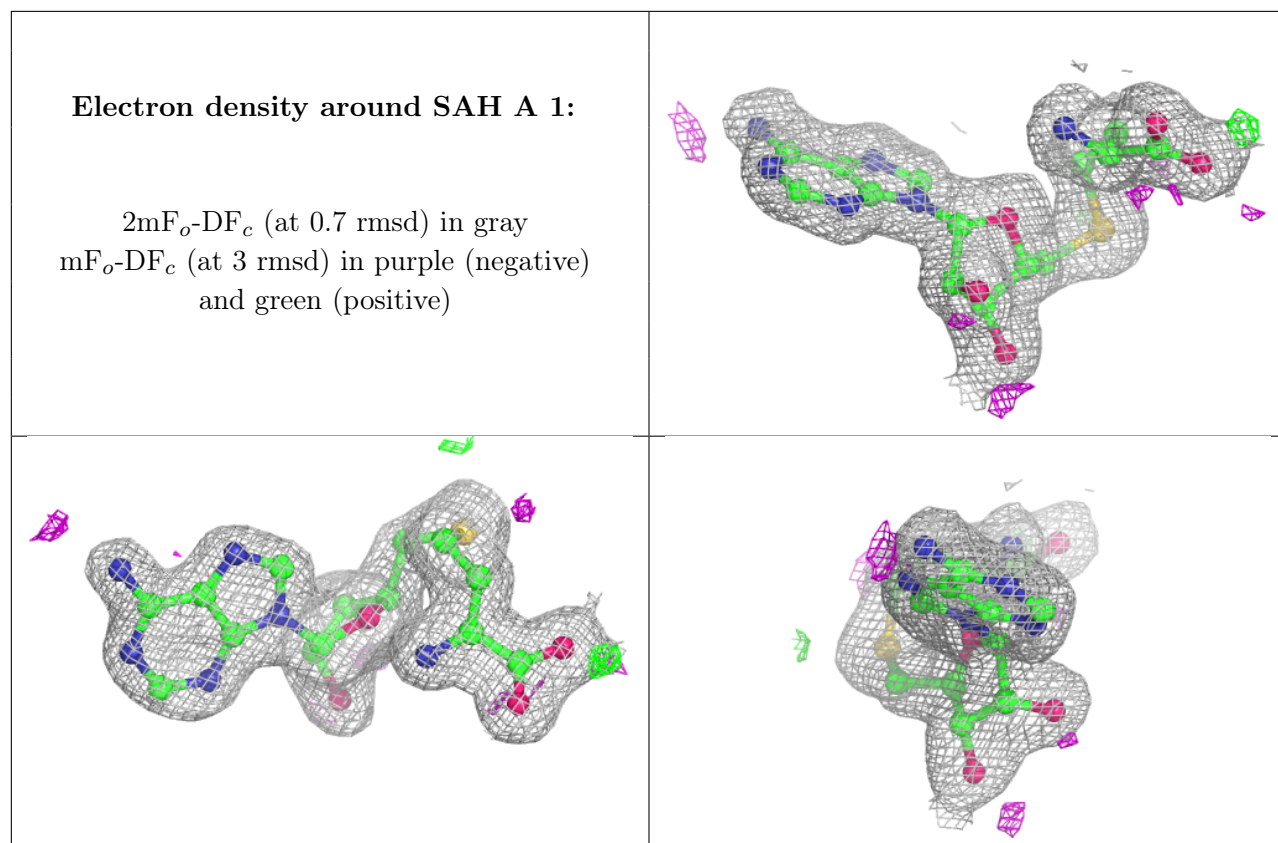 Electron density around SAH A 1:
2mFo-DFc (at 0.7 rmsd) in gray
mFo-DFc (at 3 rmsd) in purple (negative)
and green (positive)